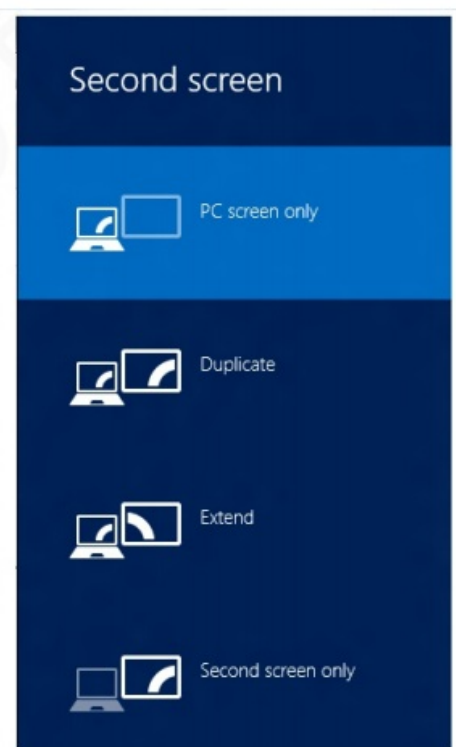 Second screen
PC screen only
Duplicate
Extend
Second screen only